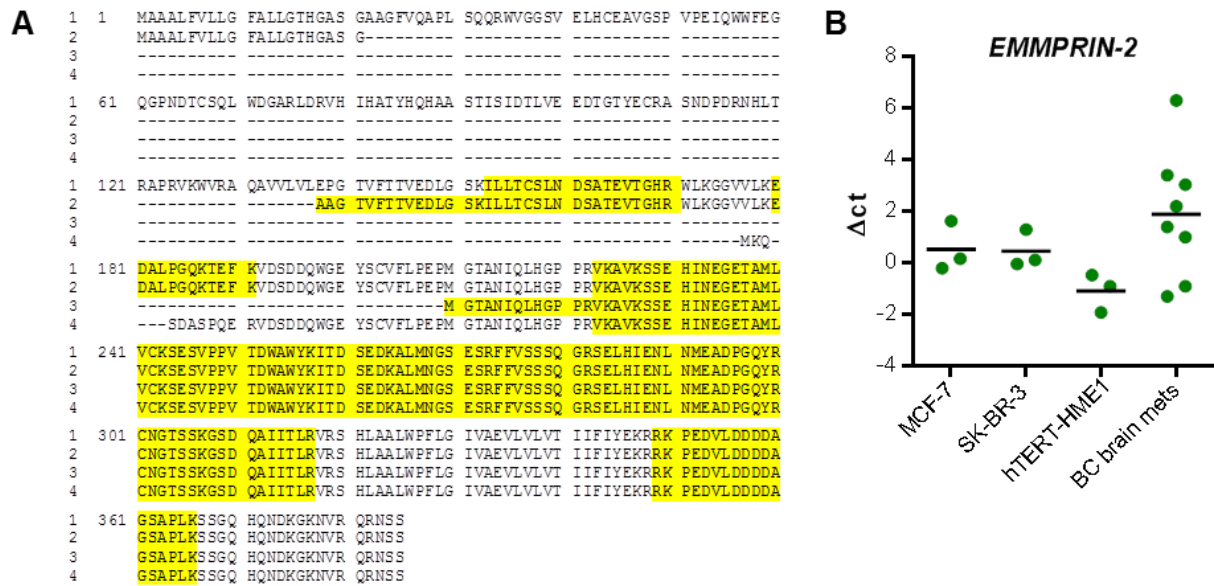 A
1 1 MAAALFVLLG FALLGTHGAS GAAGFVQAPL SQQRWVGGSV ELHCEAVGSP VPEIQWWFEG
2 MAAALFVLLG FALLGTHGAS G--------- ---------- ---------- ----------
3 ---------- ---------- ---------- ---------- ---------- ----------
4 ---------- ---------- ---------- ---------- ---------- ----------
1 61 QGPNDTCSQL WDGARLDRVH IHATYHQHAA STISIDTLVE EDTGTYECRA SNDPDRNHLT
2 ---------- ---------- ---------- ---------- ---------- ----------
3 ---------- ---------- ---------- ---------- ---------- ----------
4 ---------- ---------- ---------- ---------- ---------- ----------
1 121 RAPRVKWVRA QAVVLVLEPG TVFTTVEDLG SKILLTCSLN DSATEVTGHR WLKGGVVLKE
2 ---------- --------AAG TVFTTVEDLG SKILLTCSLN DSATEVTGHR WLKGGVVLKE
3 ---------- ---------- ---------- ---------- ---------- ----------
4 ---------- ---------- ---------- ---------- ---------- ------MKQ-
1 181 DALPGQKTEF KVDSDDQWGE YSCVFLPEPM GTANIQLHGP PRVKAVKSSE HINEGETAML
2 DALPGQKTEF KVDSDDQWGE YSCVFLPEPM GTANIQLHGP PRVKAVKSSE HINEGETAML
3 ---------- ---------- ---------M GTANIQLHGP PRVKAVKSSE HINEGETAML
4 ---SDASPQE RVDSDDQWGE YSCVFLPEPM GTANIQLHGP PRVKAVKSSE HINEGETAML
1 241 VCKSESVPPV TDWAWYKITD SEDKALMNGS ESRFFVSSSQ GRSELHIENL NMEADPGQYR
2 VCKSESVPPV TDWAWYKITD SEDKALMNGS ESRFFVSSSQ GRSELHIENL NMEADPGQYR
3 VCKSESVPPV TDWAWYKITD SEDKALMNGS ESRFFVSSSQ GRSELHIENL NMEADPGQYR
4 VCKSESVPPV TDWAWYKITD SEDKALMNGS ESRFFVSSSQ GRSELHIENL NMEADPGQYR
1 301 CNGTSSKGSD QAIITLRVRS HLAALWPFLG IVAEVLVLVT IIFIYEKRRK PEDVLDDDDA
2 CNGTSSKGSD QAIITLRVRS HLAALWPFLG IVAEVLVLVT IIFIYEKRRK PEDVLDDDDA
3 CNGTSSKGSD QAIITLRVRS HLAALWPFLG IVAEVLVLVT IIFIYEKRRK PEDVLDDDDA
4 CNGTSSKGSD QAIITLRVRS HLAALWPFLG IVAEVLVLVT IIFIYEKRRK PEDVLDDDDA
1 361 GSAPLKSSGQ HQNDKGKNVR QRNSS
2 GSAPLKSSGQ HQNDKGKNVR QRNSS
3 GSAPLKSSGQ HQNDKGKNVR QRNSS
4 GSAPLKSSGQ HQNDKGKNVR QRNSS
B
EMMPRIN-2
Δct
8
6
4
2
0
-2
-4
MCF-7
SK-BR-3
hTERT-HME1
BC brain mets